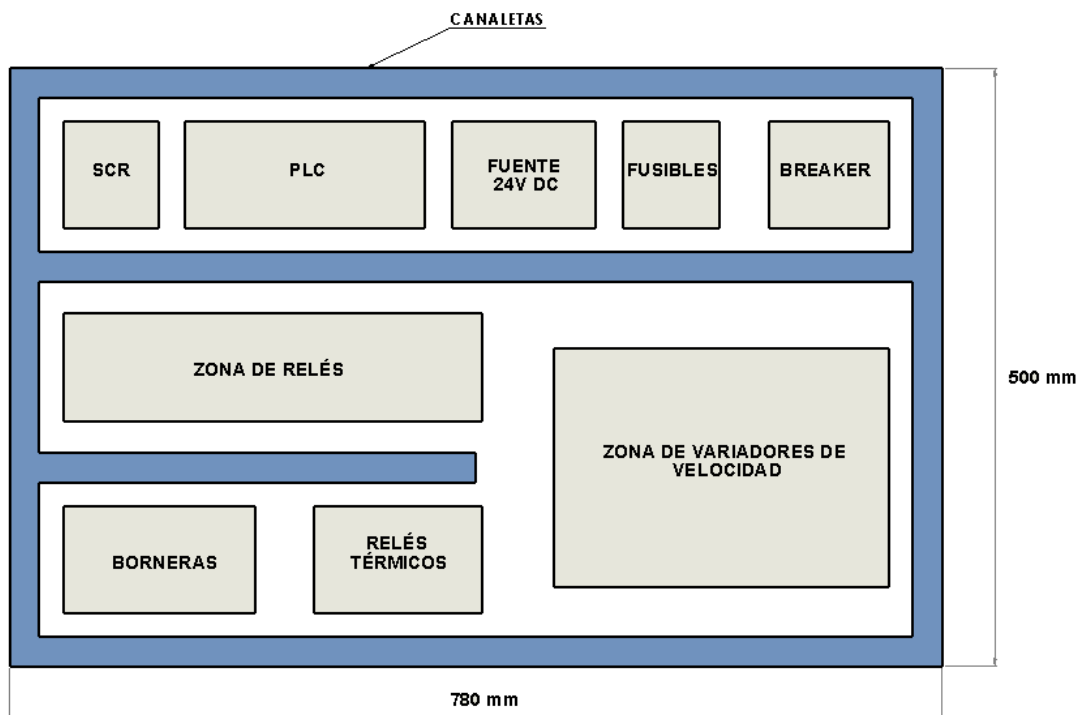 CANALETAS
SCR
PLC
FUENTE
24V DC
FUSIBLES
BREAKER
ZONA DE RELÉS
500 mm
ZONA DE VARIADORES DE
VELOCIDAD
BORNERAS
RELÉS
TÉRMICOS
780 mm